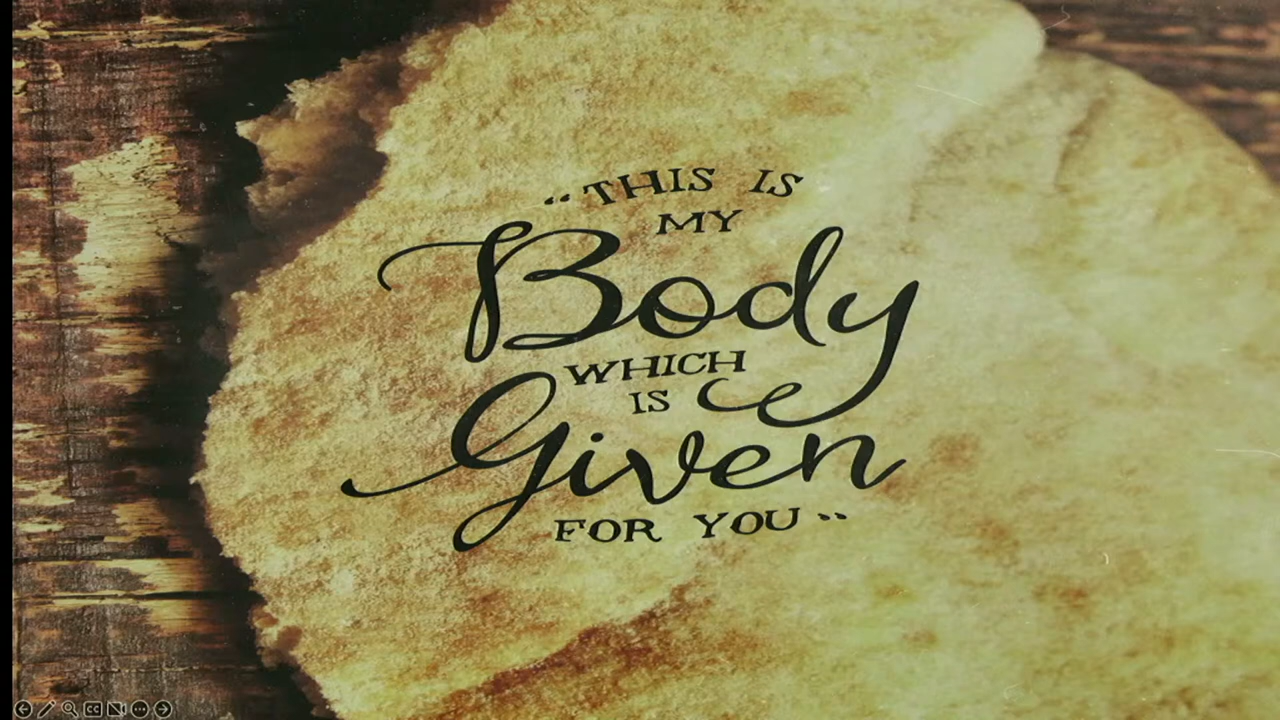 “THIS IS
MY
Body
WHICH
IS
Given
FOR YOU”